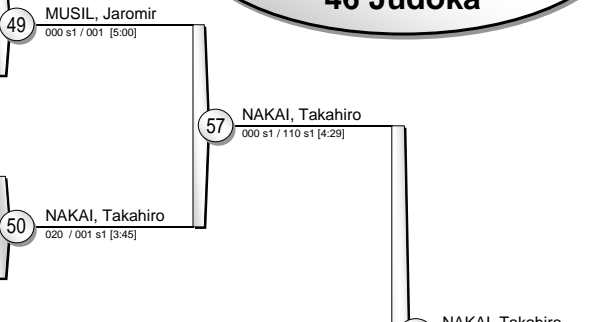 46 Judoka
49
MUSIL, Jaromir
000 s1 / 001 [5:00]
57
NAKAI, Takahiro
000 s1 / 110 s1 [4:29]
50
NAKAI, Takahiro
020 / 001 s1 [3:45]
NAKAI, Takahiro